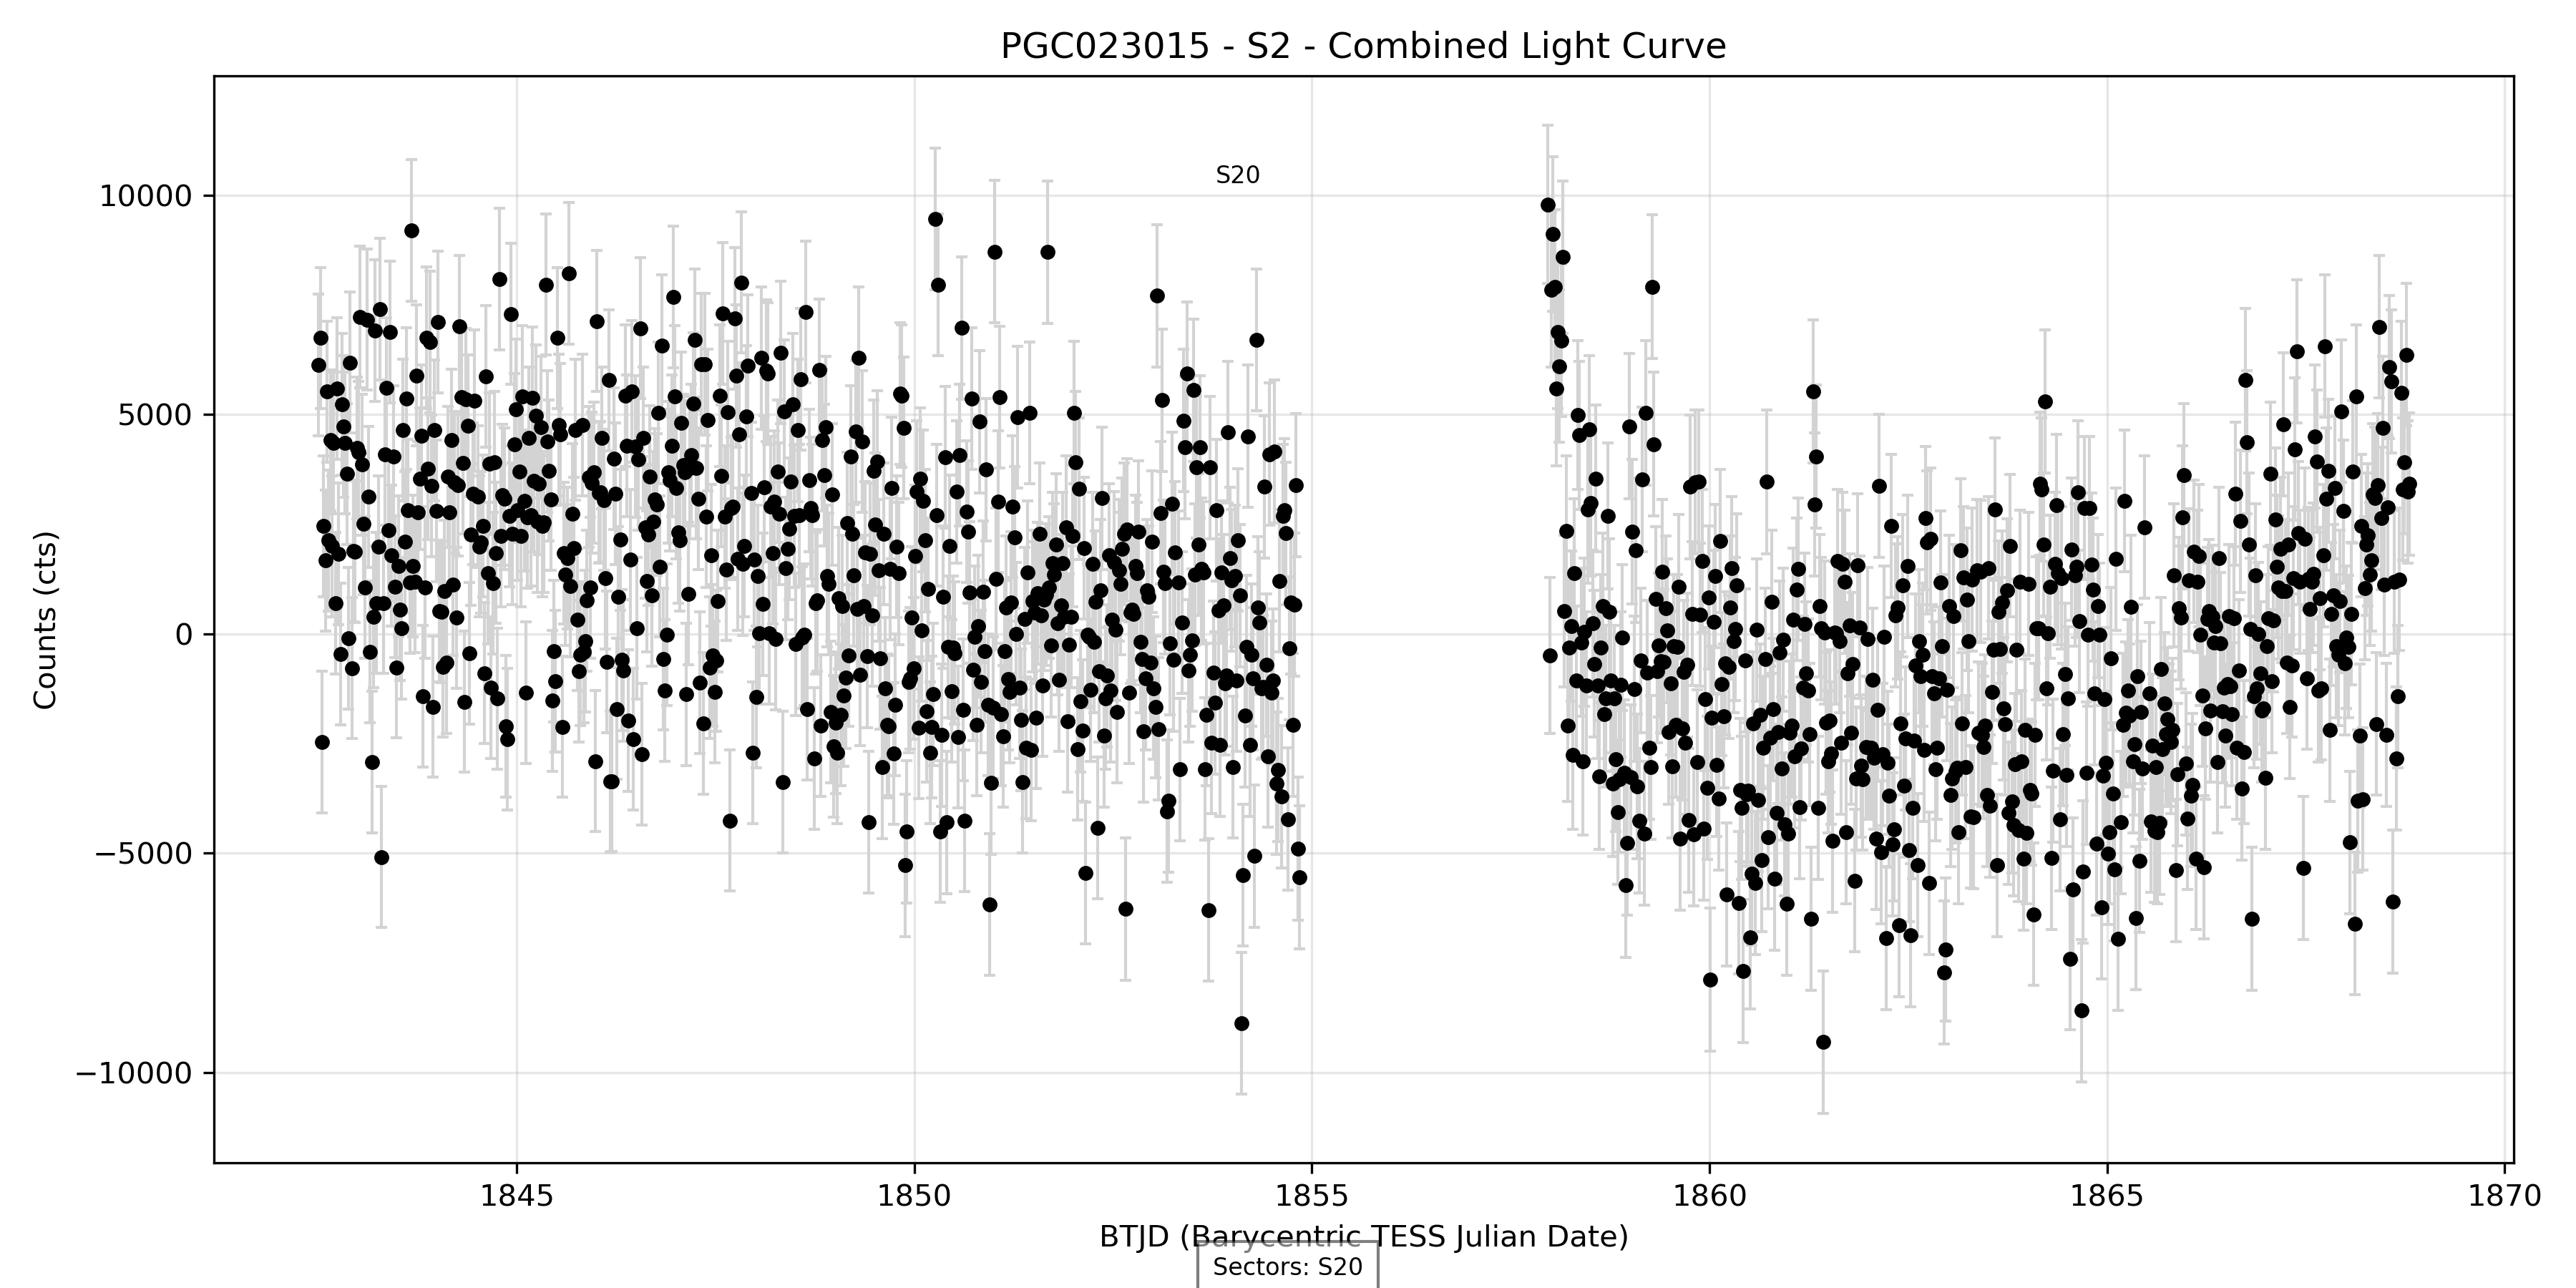 PGC023015 - S2 - Combined Light Curve
S20
10000
5000
0
−5000
−10000
Counts (cts)
1845 1850 1855 1860 1865 1870
BTJD (Barycentric TESS Julian Date)
Sectors: S20